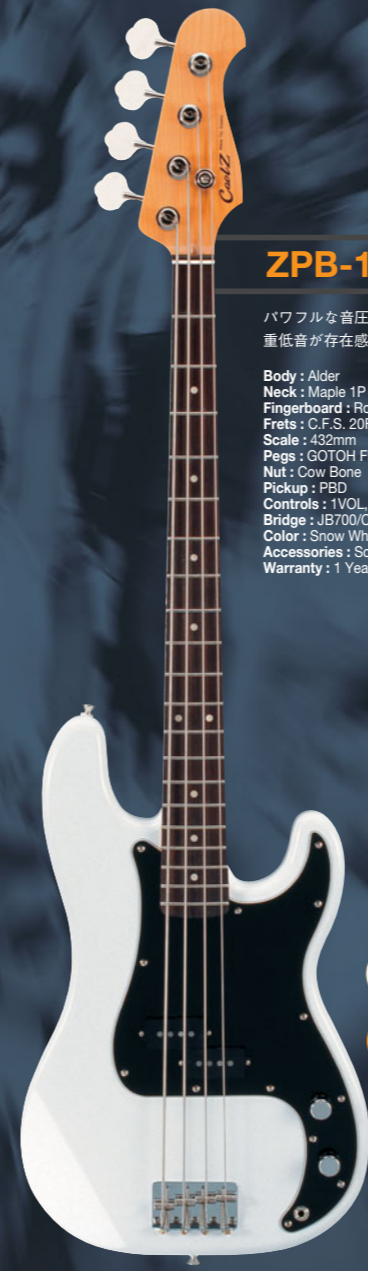 CoolZ
ZPB-1
パワフルな音圧
重低音が存在感
Body : Alder
Neck : Maple 1P
Fingerboard : Ro
Frets : C.F.S. 20F
Scale : 432mm
Pegs : GOTOH F
Nut : Cow Bone
Pickup : PBD
Controls : 1VOL,
Bridge : JB700/C
Color : Snow Wh
Accessories : So
Warranty : 1 Yea